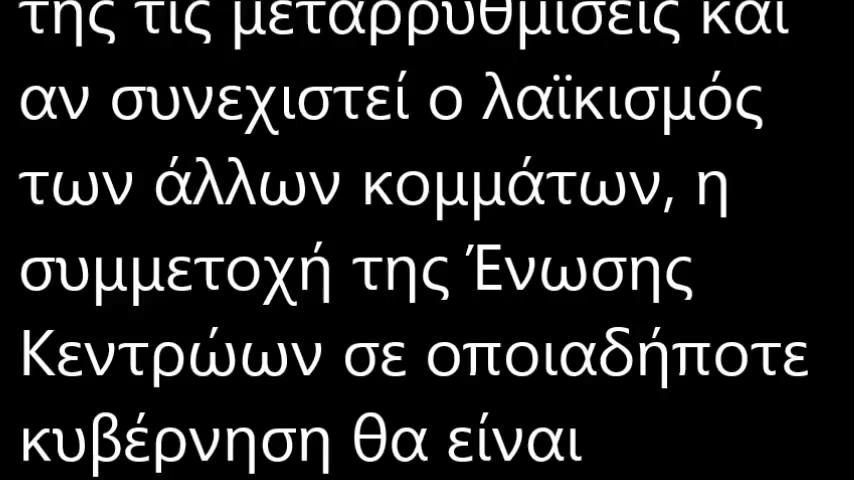 της τις μεταρρυθμίσεις και
αν συνεχιστεί ο λαϊκισμός
των άλλων κομμάτων, η
συμμετοχή της Ένωσης
Κεντρώων σε οποιαδήποτε
κυβέρνηση θα είναι